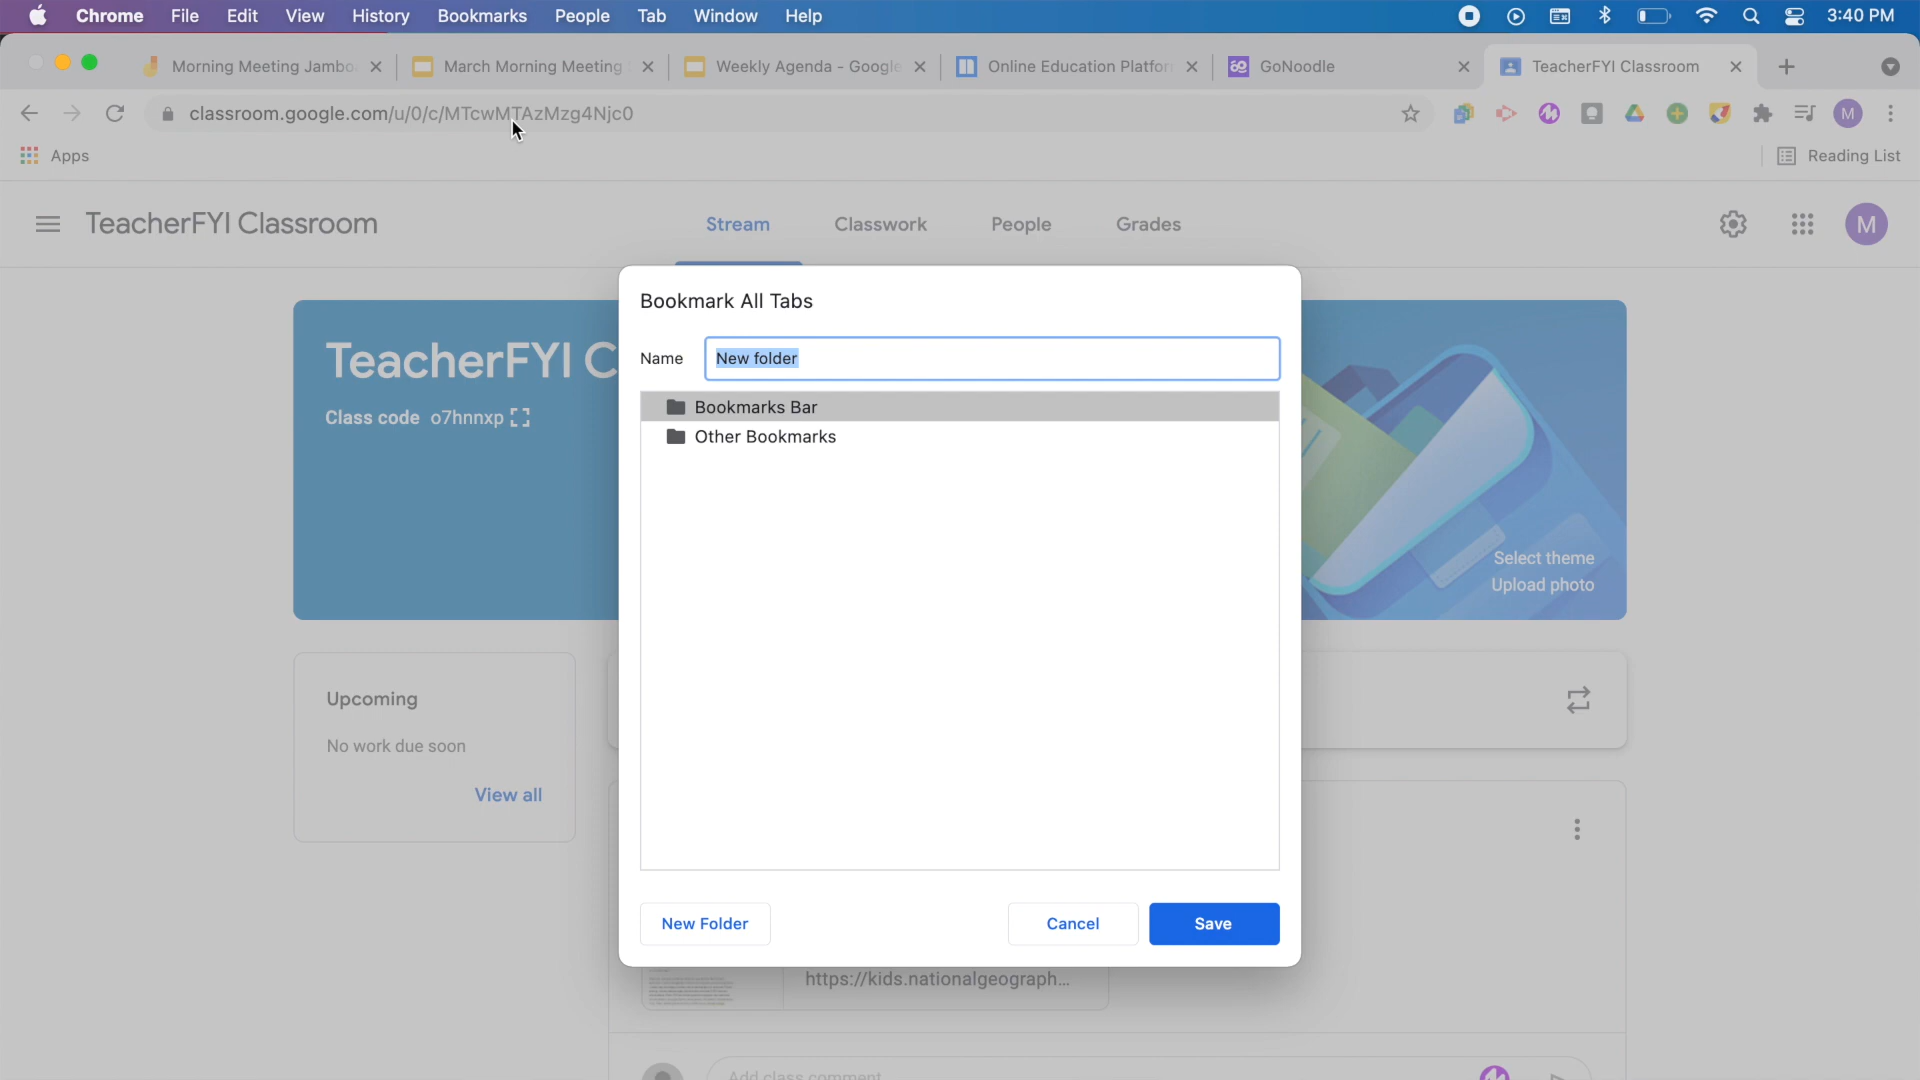 Chrome File Edit View History Bookmarks People Tab Window Help 3:40 PM
Morning Meeting Jambo March Morning Meeting Weekly Agenda - Google Online Education Platfor GoNoodle TeacherFYI Classroom
classroom.google.com/u/0/c/MTcwMTAzMzg4Njc0 M
Apps Reading List
TeacherFYI Classroom Stream Classwork People Grades M
Bookmark All Tabs
Name New folder
TeacherFYI C
Class code o7hnnxp
Bookmarks Bar
Other Bookmarks
Select theme
Upload photo
Upcoming
No work due soon
View all
New Folder Cancel Save
https://kids.nationalgeograph...
Add class comment